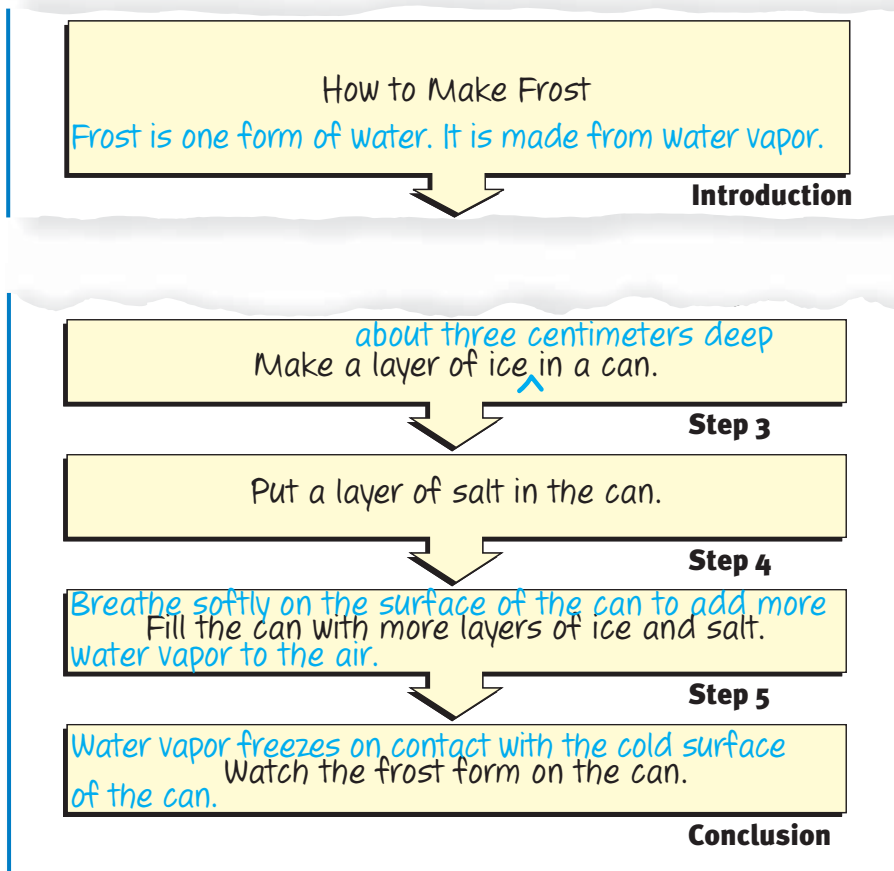 How to Make Frost
Frost is one form of water. It is made from water vapor.
Introduction
about three centimeters deep
Make a layer of ice in a can.
^
Step 3
Put a layer of salt in the can.
Step 4
Breathe softly on the surface of the can to add more
Fill the can with more layers of ice and salt.
water vapor to the air.
Step 5
Water vapor freezes on contact with the cold surface
Watch the frost form on the can.
of the can.
Conclusion